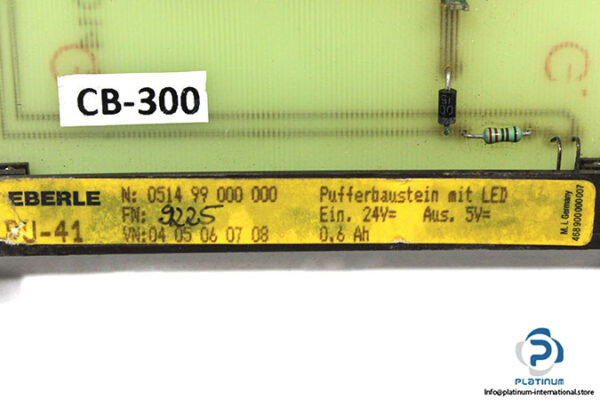 CB-300
EBERLE
PU-41
N: 0514 99 000 000
FN: 9225
VN: 04 05 06 07 08
Pufferbaustein mit LED
Ein. 24V= Aus. 5V=
0,6 Ah
M. i. Germany
468 900 000 007
PLATINUM
Info@platinum-international.store